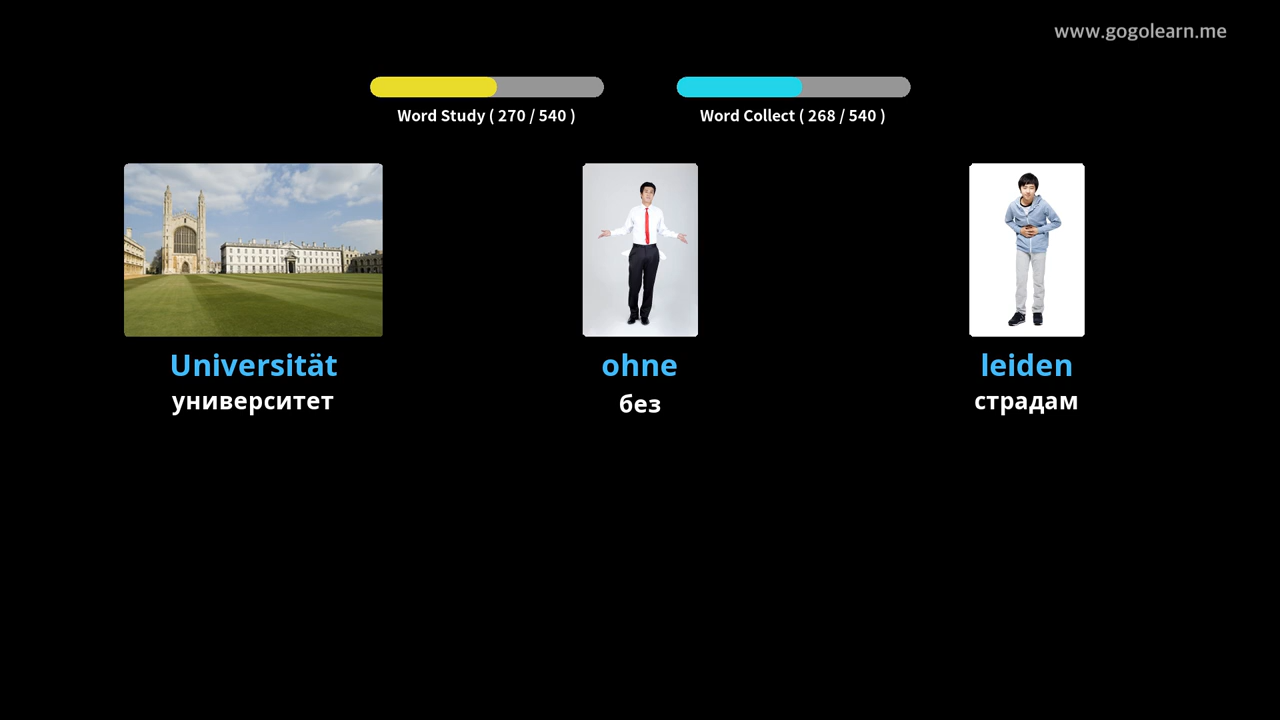 www.gogolearn.me
Word Study ( 270 / 540 )
Word Collect ( 268 / 540 )
Universität
университет
ohne
без
leiden
страдам